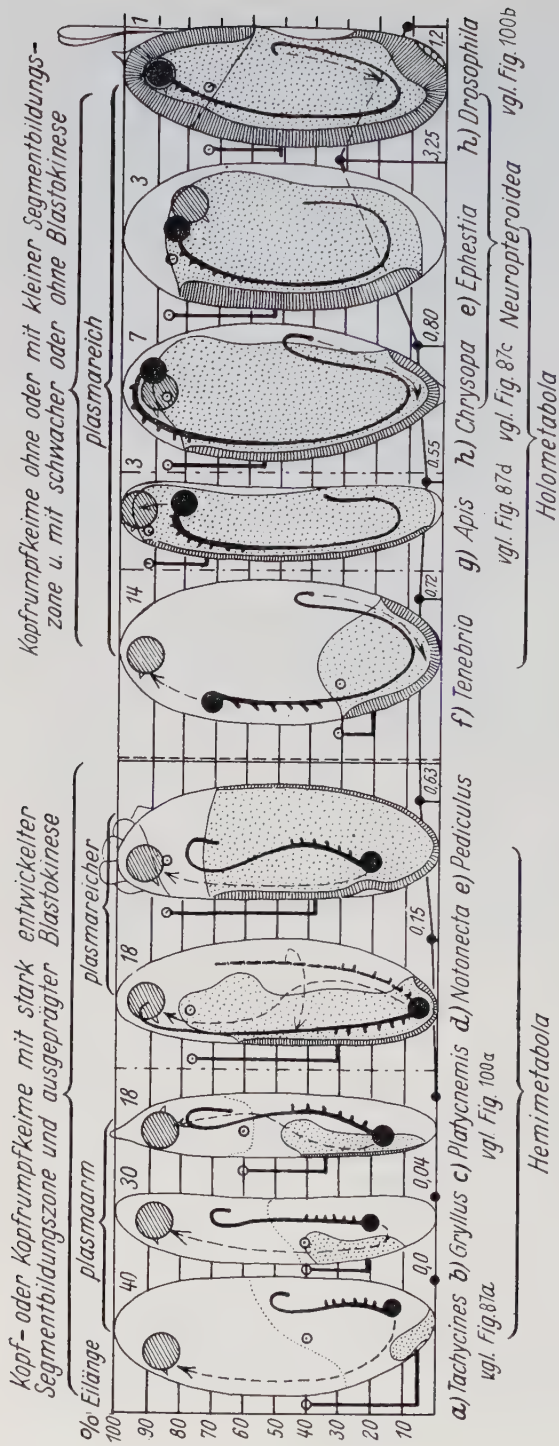 Kopf- oder Kopfrumpfkeime mit stark entwickelter
Segmentbildungszone und ausgeprägter Blastokinese
Kopfrumpfkeime ohne oder mit kleiner Segmentbildungs-
zone u. mit schwacher oder ohne Blastokinese
plasmaarm plasmareicher plasmareich
% Eilänge
40 30 18 18 14 13 7 3 1
100
90
80
70
60
50
40
30
20
10
0,0 0,04 0,15 0,63 0,72 0.55 0.80 3,25 1,2
a) Tachycines b) Gryllus c) Platycnemis d) Notonecta e) Pediculus f) Tenebrio g) Apis h) Chrysopa e) Ephestia h) Drosophila
vgl. Fig.87a vgl. Fig. 100a vgl. Fig. 87d vgl. Fig. 87c Neuropteroidea vgl. Fig. 100b
Hemimetabola Holometabola